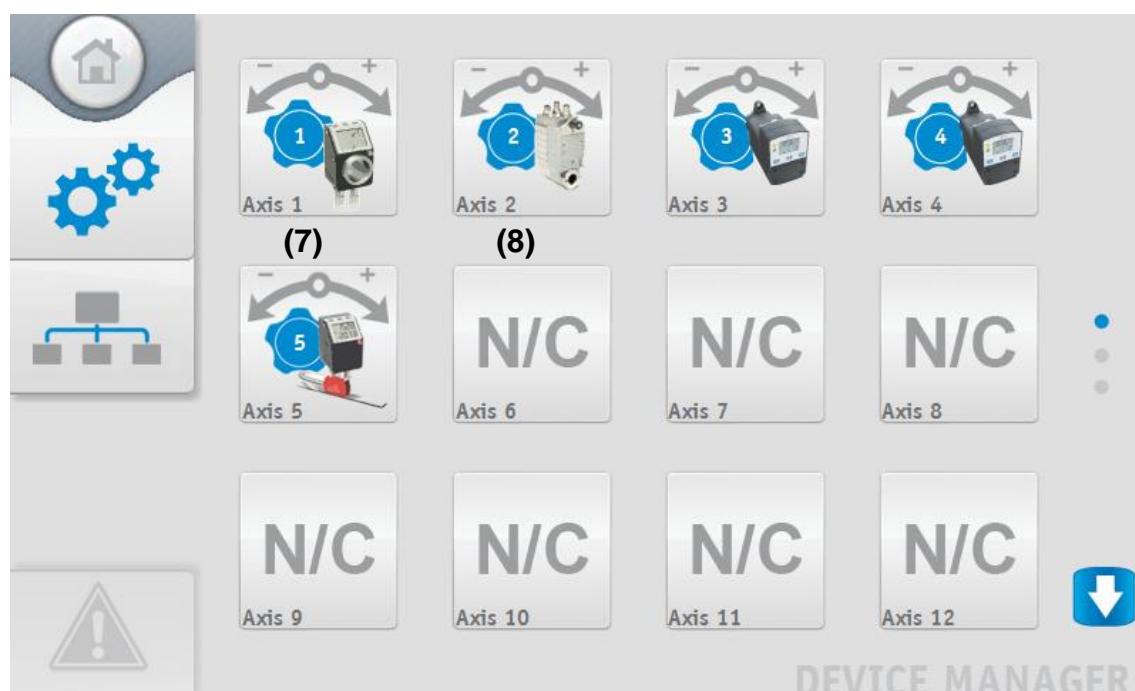 − + − + − + − +
1 2 3 4
Axis 1 Axis 2 Axis 3 Axis 4
(7) (8)
− +
5 N/C N/C N/C
Axis 5 Axis 6 Axis 7 Axis 8
N/C N/C N/C N/C
Axis 9 Axis 10 Axis 11 Axis 12
DEVICE MANAGER